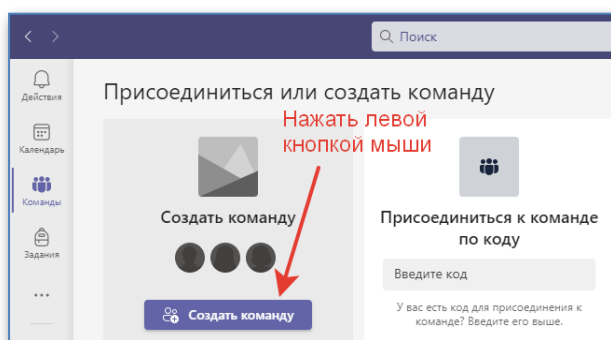 Поиск
Действия
Календарь
Команды
Задания
Присоединиться или создать команду
Нажать левой
кнопкой мыши
Создать команду
Создать команду
Присоединиться к команде
по коду
Введите код
У вас есть код для присоединения к
команде? Введите его выше.